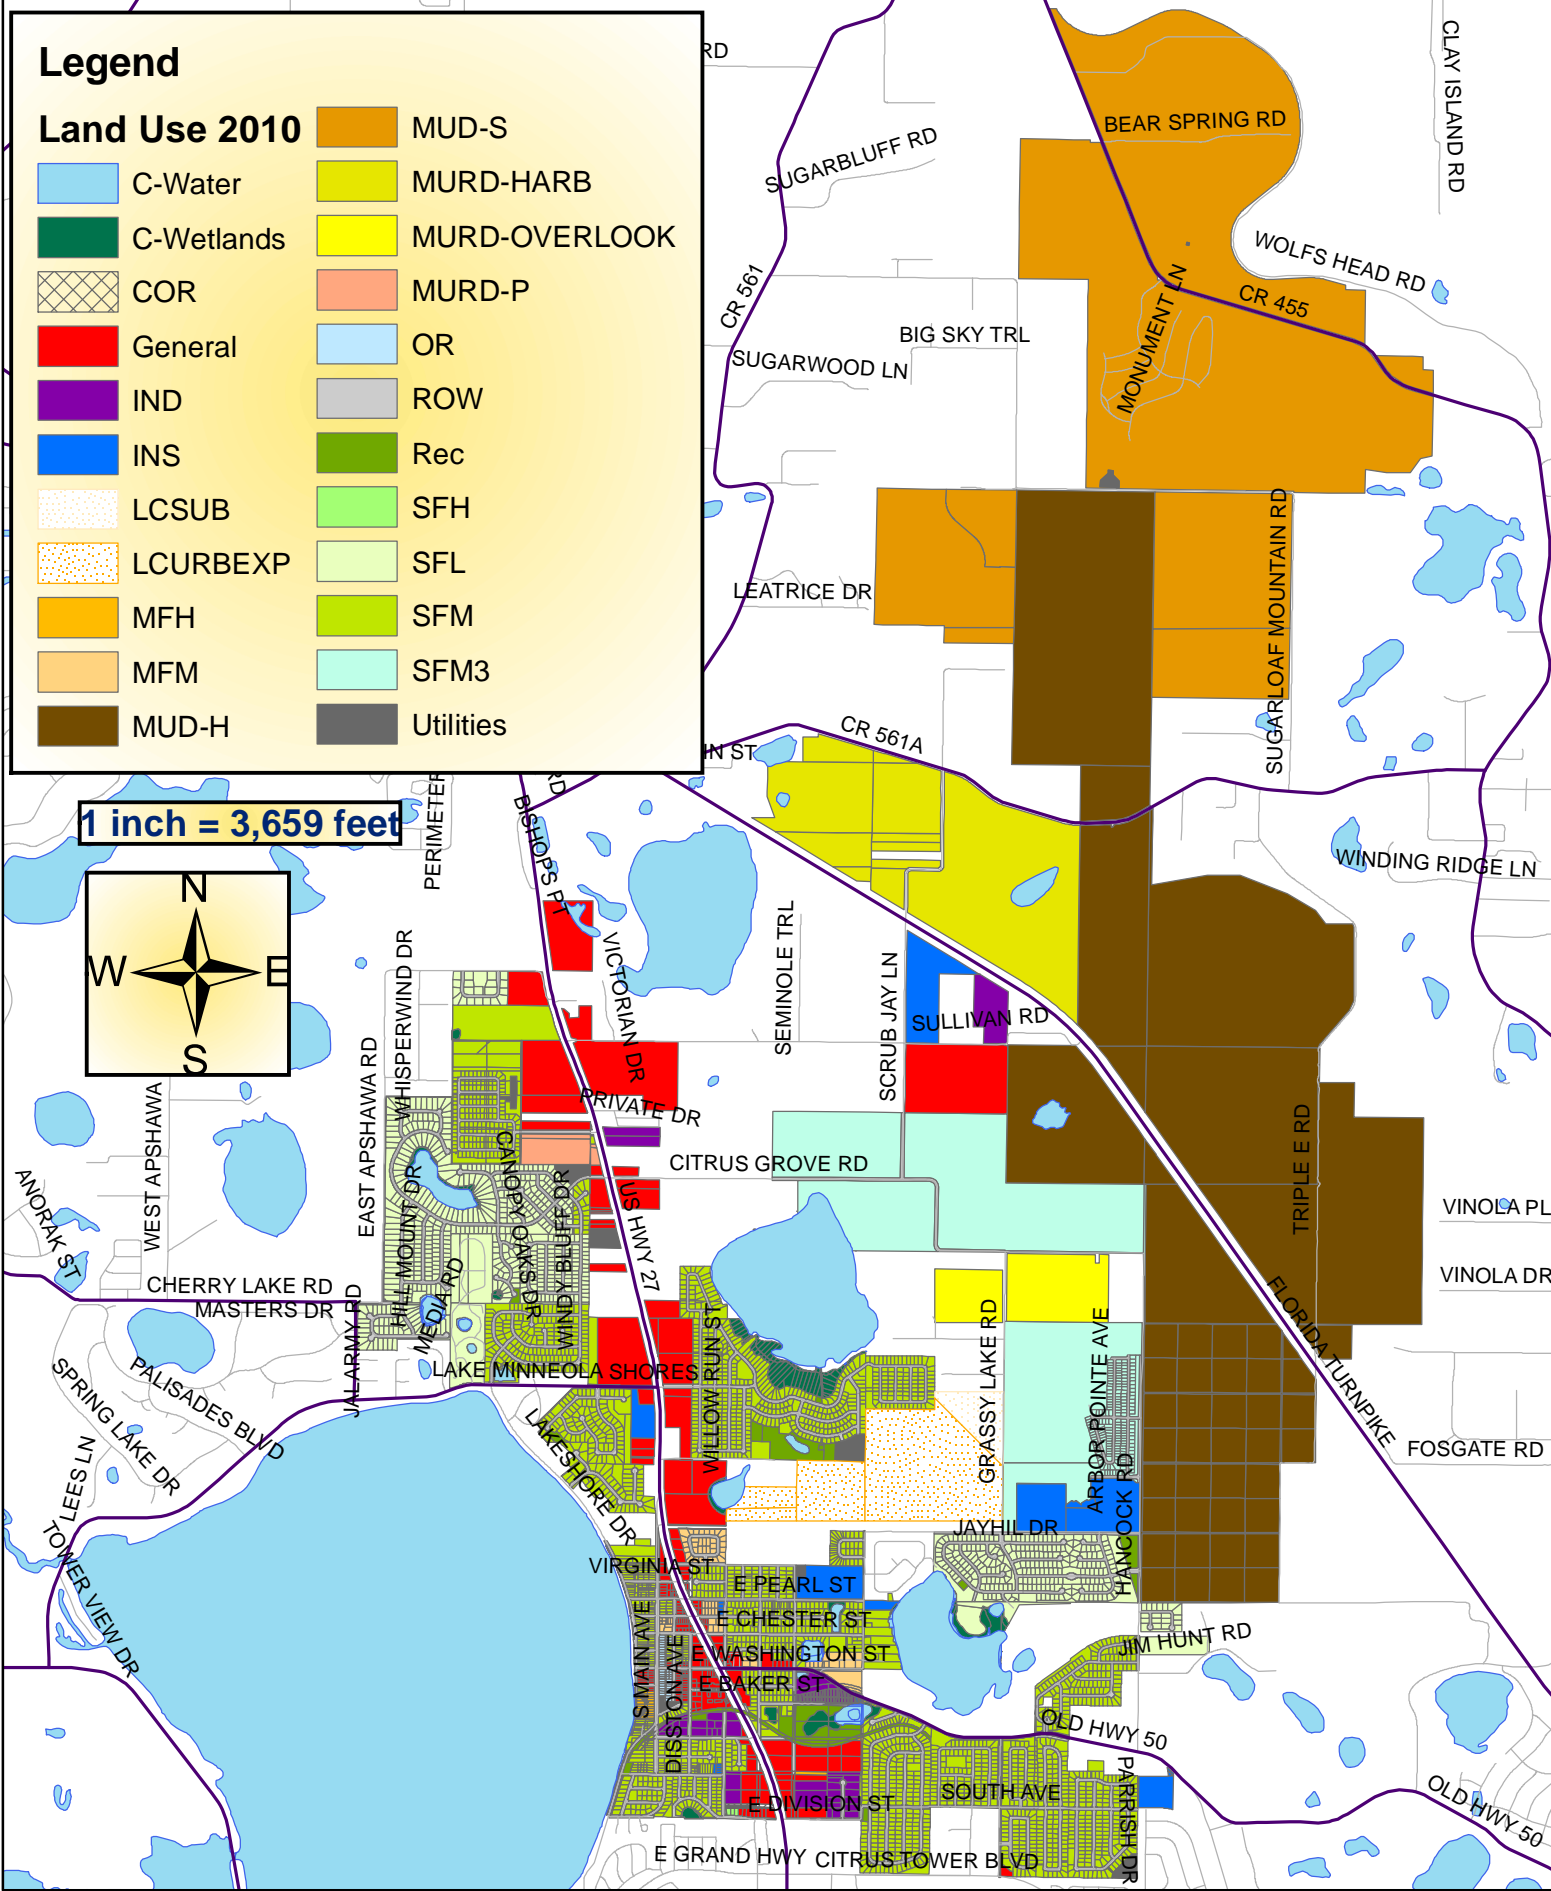 Legend
Land Use 2010
C-Water
C-Wetlands
COR
General
IND
INS
LCSUB
LCURBEXP
MFH
MFM
MUD-H
MUD-S
MURD-HARB
MURD-OVERLOOK
MURD-P
OR
ROW
Rec
SFH
SFL
SFM
SFM3
Utilities
1 inch = 3,659 feet
N
W E
S
RD
CLAY ISLAND RD
BEAR SPRING RD
SUGARBLUFF RD
WOLFS HEAD RD
CR 561
CR 455
MONUMENT LN
BIG SKY TRL
SUGARWOOD LN
LEATRICE DR
SUGARLOAF MOUNTAIN RD
CR 561A
IN ST
RD
PERIMETER
BISHOPS PT
WINDING RIDGE LN
VICTORIAN DR
SEMINOLE TRL
SCRUB JAY LN
SULLIVAN RD
WHISPERWIND DR
EAST APSHAWA RD
WEST APSHAWA
PRIVATE DR
CITRUS GROVE RD
TRIPLE E RD
CANOPY OAKS DR
WINDY BLUFF DR
HILL MOUNT DR
US HWY 27
ANORAK ST
VINOLA PL
VINOLA DR
CHERRY LAKE RD
MASTERS DR
MEDIA RD
JALARMY RD
FLORIDA TURNPIKE
GRASSY LAKE RD
ARBOR POINTE AVE
WILLOW RUN ST
LAKE MINNEOLA SHORES
PALISADES BLVD
SPRING LAKE DR
LEES LN
LAKESHORE DR
FOSGATE RD
HANCOCK RD
JAYHIL DR
TOWER VIEW DR
VIRGINIA ST
E PEARL ST
E CHESTER ST
S MAIN AVE
DISSTON AVE
E WASHINGTON ST
E BAKER ST
JIM HUNT RD
OLD HWY 50
SOUTH AVE
PARRISH DR
E DIVISION ST
OLD HWY 50
E GRAND HWY
CITRUS TOWER BLVD